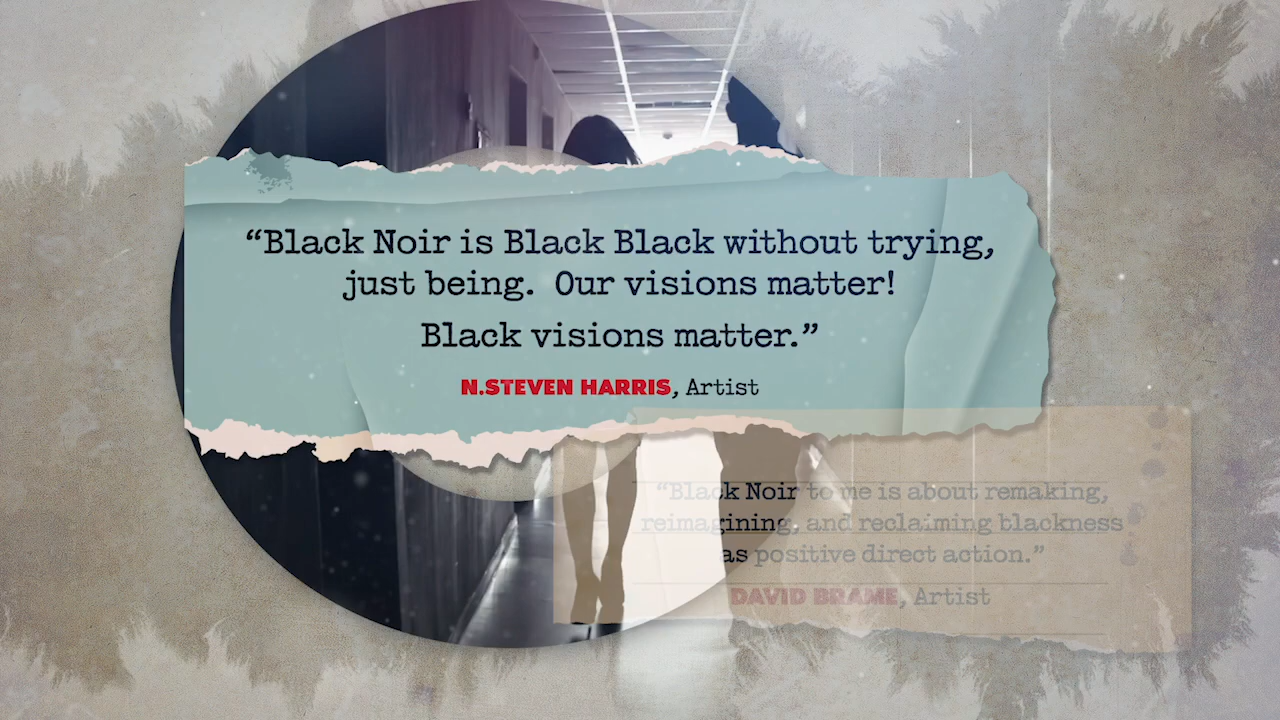 “Black Noir is Black Black without trying,
just being.  Our visions matter!
Black visions matter.”
N.STEVEN HARRIS, Artist
“Black Noir to me is about remaking,
reimagining, and reclaiming blackness
as positive direct action.”
DAVID BRAME, Artist